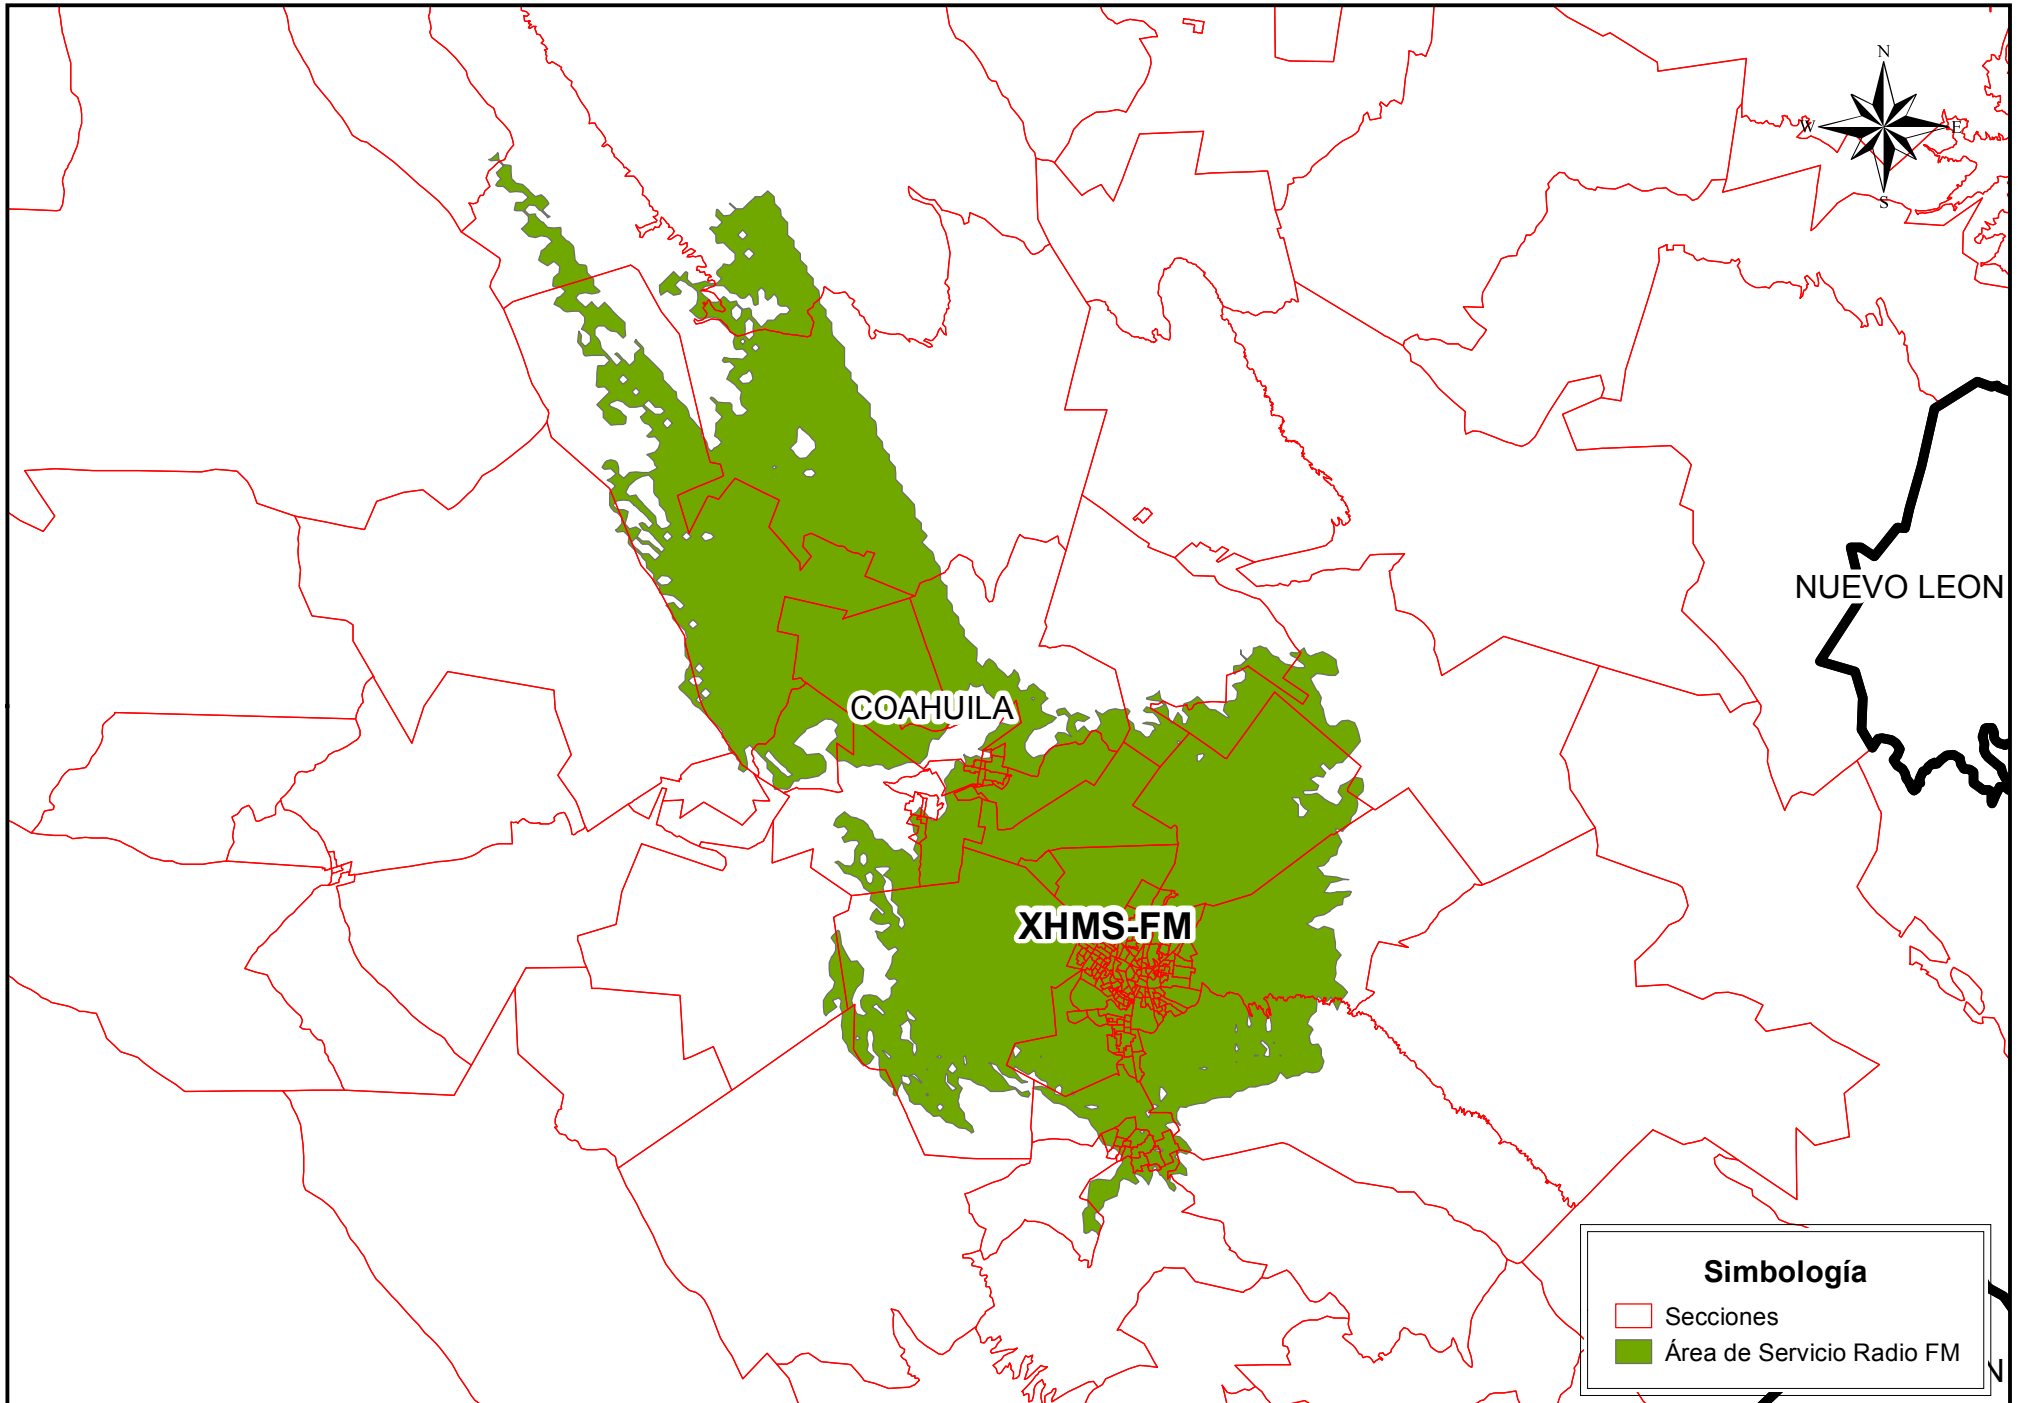 N
W E
S
NUEVO LEON
COAHUILA
XHMS-FM
Simbología
Secciones
Área de Servicio Radio FM
N